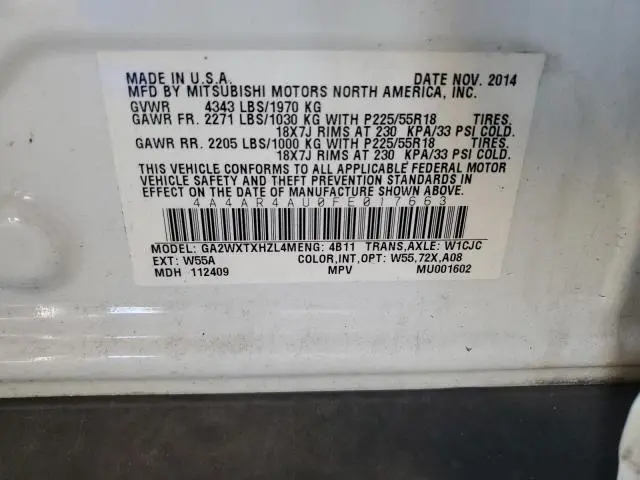 MADE IN U.S.A. DATE NOV. 2014
MFD BY MITSUBISHI MOTORS NORTH AMERICA, INC.
GVWR 4343 LBS/1970 KG
GAWR FR. 2271 LBS/1030 KG WITH P225/55R18 TIRES.
18X7J RIMS AT 230 KPA/33 PSI COLD.
GAWR RR. 2205 LBS/1000 KG WITH P225/55R18 TIRES.
18X7J RIMS AT 230 KPA/33 PSI COLD.
THIS VEHICLE CONFORMS TO ALL APPLICABLE FEDERAL MOTOR
VEHICLE SAFETY AND THEFT PREVENTION STANDARDS IN
EFFECT ON THE DATE OF MANUFACTURE SHOWN ABOVE.
4A4AR4AU0FE017663
MODEL: GA2WXTXHZL4MENG: 4B11 TRANS,AXLE: W1CJC
EXT: W55A COLOR,INT,OPT: W55,72X,A08
MDH 112409 MPV MU001602